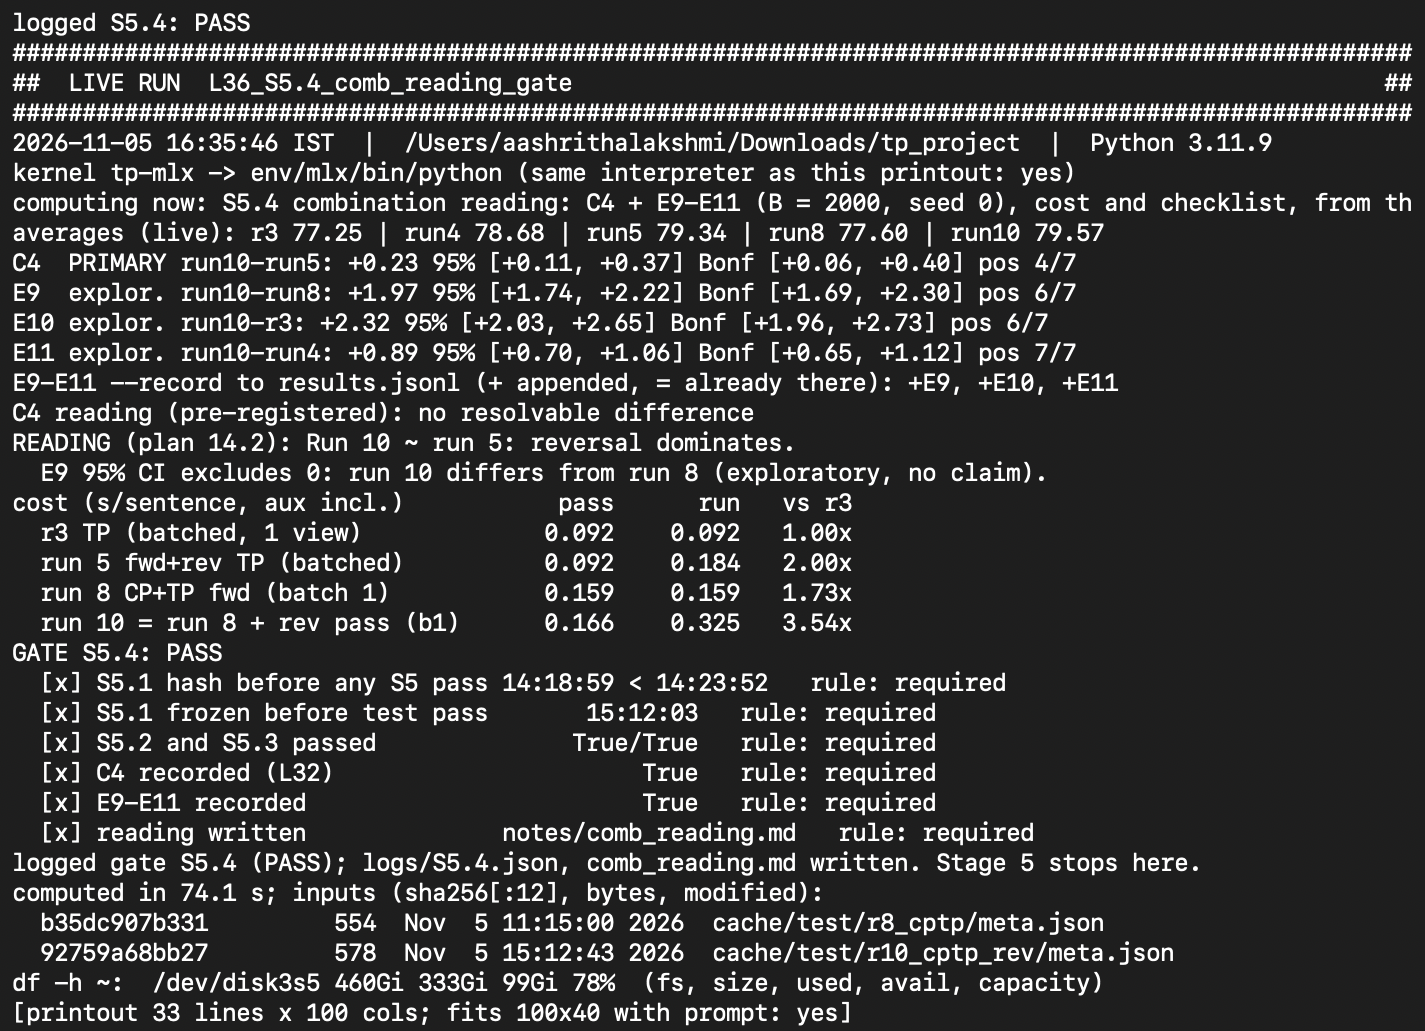 logged S5.4: PASS
####################################################################################################
##  LIVE RUN  L36_S5.4_comb_reading_gate                                                          ##
####################################################################################################
2026-11-05 16:35:46 IST  |  /Users/aashrithalakshmi/Downloads/tp_project  |  Python 3.11.9
kernel tp-mlx -> env/mlx/bin/python (same interpreter as this printout: yes)
computing now: S5.4 combination reading: C4 + E9-E11 (B = 2000, seed 0), cost and checklist, from th
averages (live): r3 77.25 | run4 78.68 | run5 79.34 | run8 77.60 | run10 79.57
C4  PRIMARY run10-run5: +0.23 95% [+0.11, +0.37] Bonf [+0.06, +0.40] pos 4/7
E9  explor. run10-run8: +1.97 95% [+1.74, +2.22] Bonf [+1.69, +2.30] pos 6/7
E10 explor. run10-r3: +2.32 95% [+2.03, +2.65] Bonf [+1.96, +2.73] pos 6/7
E11 explor. run10-run4: +0.89 95% [+0.70, +1.06] Bonf [+0.65, +1.12] pos 7/7
E9-E11 --record to results.jsonl (+ appended, = already there): +E9, +E10, +E11
C4 reading (pre-registered): no resolvable difference
READING (plan 14.2): Run 10 ~ run 5: reversal dominates.
  E9 95% CI excludes 0: run 10 differs from run 8 (exploratory, no claim).
cost (s/sentence, aux incl.)           pass      run   vs r3
  r3 TP (batched, 1 view)             0.092    0.092   1.00x
  run 5 fwd+rev TP (batched)          0.092    0.184   2.00x
  run 8 CP+TP fwd (batch 1)           0.159    0.159   1.73x
  run 10 = run 8 + rev pass (b1)      0.166    0.325   3.54x
GATE S5.4: PASS
  [x] S5.1 hash before any S5 pass 14:18:59 < 14:23:52   rule: required
  [x] S5.1 frozen before test pass       15:12:03   rule: required
  [x] S5.2 and S5.3 passed              True/True   rule: required
  [x] C4 recorded (L32)                      True   rule: required
  [x] E9-E11 recorded                        True   rule: required
  [x] reading written              notes/comb_reading.md   rule: required
logged gate S5.4 (PASS); logs/S5.4.json, comb_reading.md written. Stage 5 stops here.
computed in 74.1 s; inputs (sha256[:12], bytes, modified):
  b35dc907b331         554  Nov  5 11:15:00 2026  cache/test/r8_cptp/meta.json
  92759a68bb27         578  Nov  5 15:12:43 2026  cache/test/r10_cptp_rev/meta.json
df -h ~:  /dev/disk3s5 460Gi 333Gi 99Gi 78%  (fs, size, used, avail, capacity)
[printout 33 lines x 100 cols; fits 100x40 with prompt: yes]